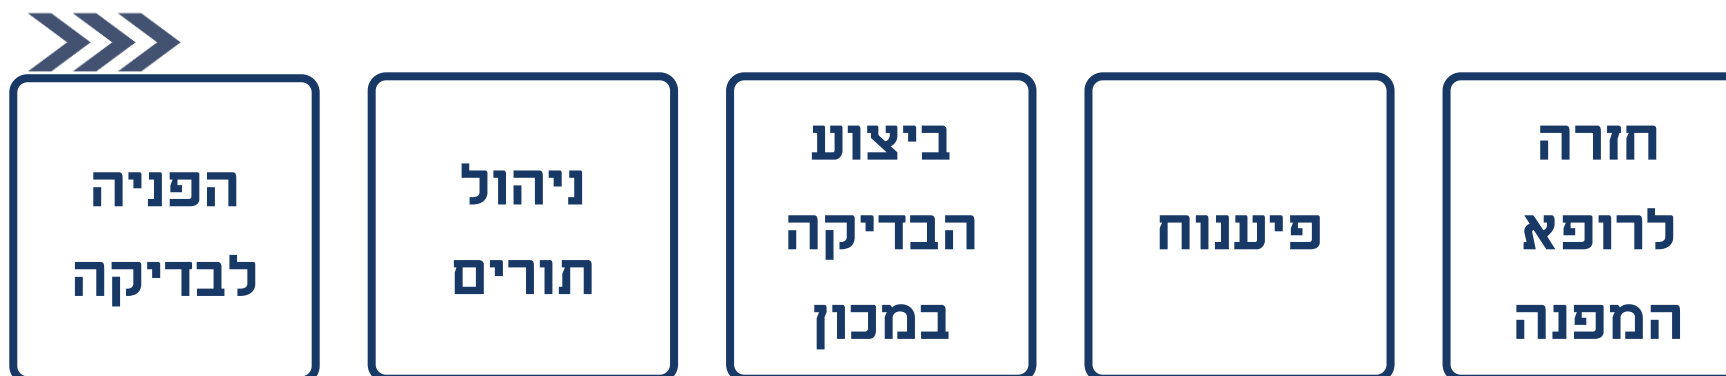 הפניה
לבדיקה
ניהול
תורים
ביצוע
הבדיקה
במכון
פיענוח
חזרה
לרופא
המפנה